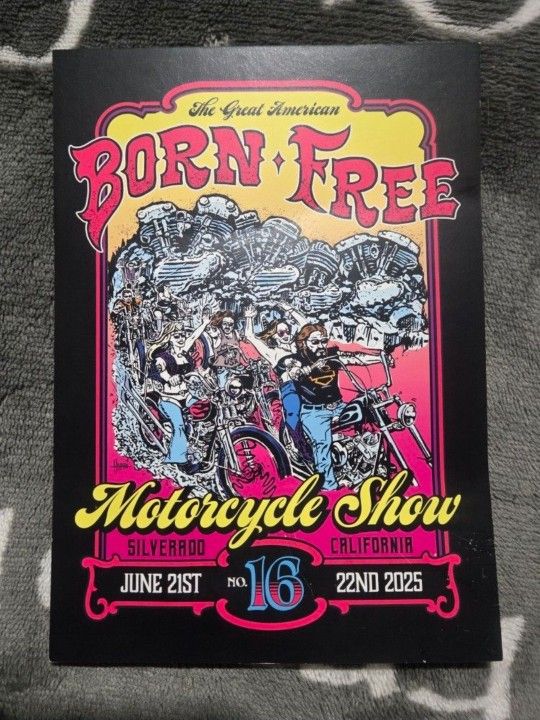 The Great American
BORN · FREE
Motorcycle Show
SILVERADO CALIFORNIA
JUNE 21ST NO. 16 22ND 2025